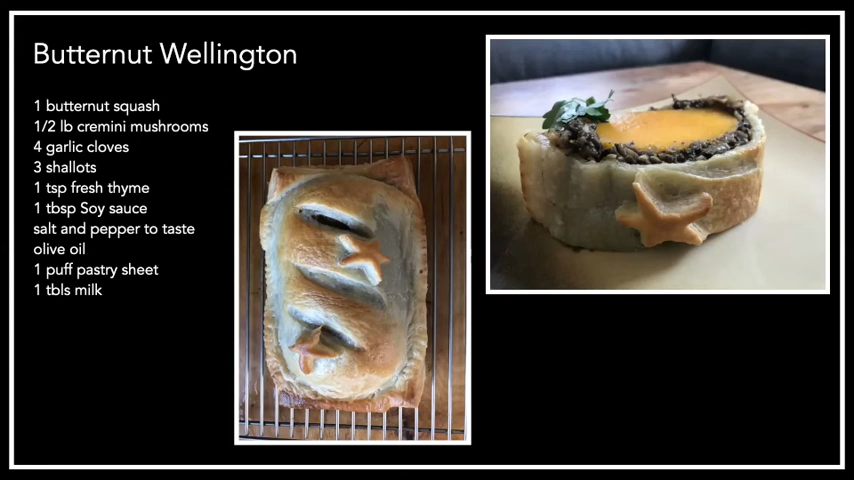 Butternut Wellington
1 butternut squash
1/2 lb cremini mushrooms
4 garlic cloves
3 shallots
1 tsp fresh thyme
1 tbsp Soy sauce
salt and pepper to taste
olive oil
1 puff pastry sheet
1 tbls milk